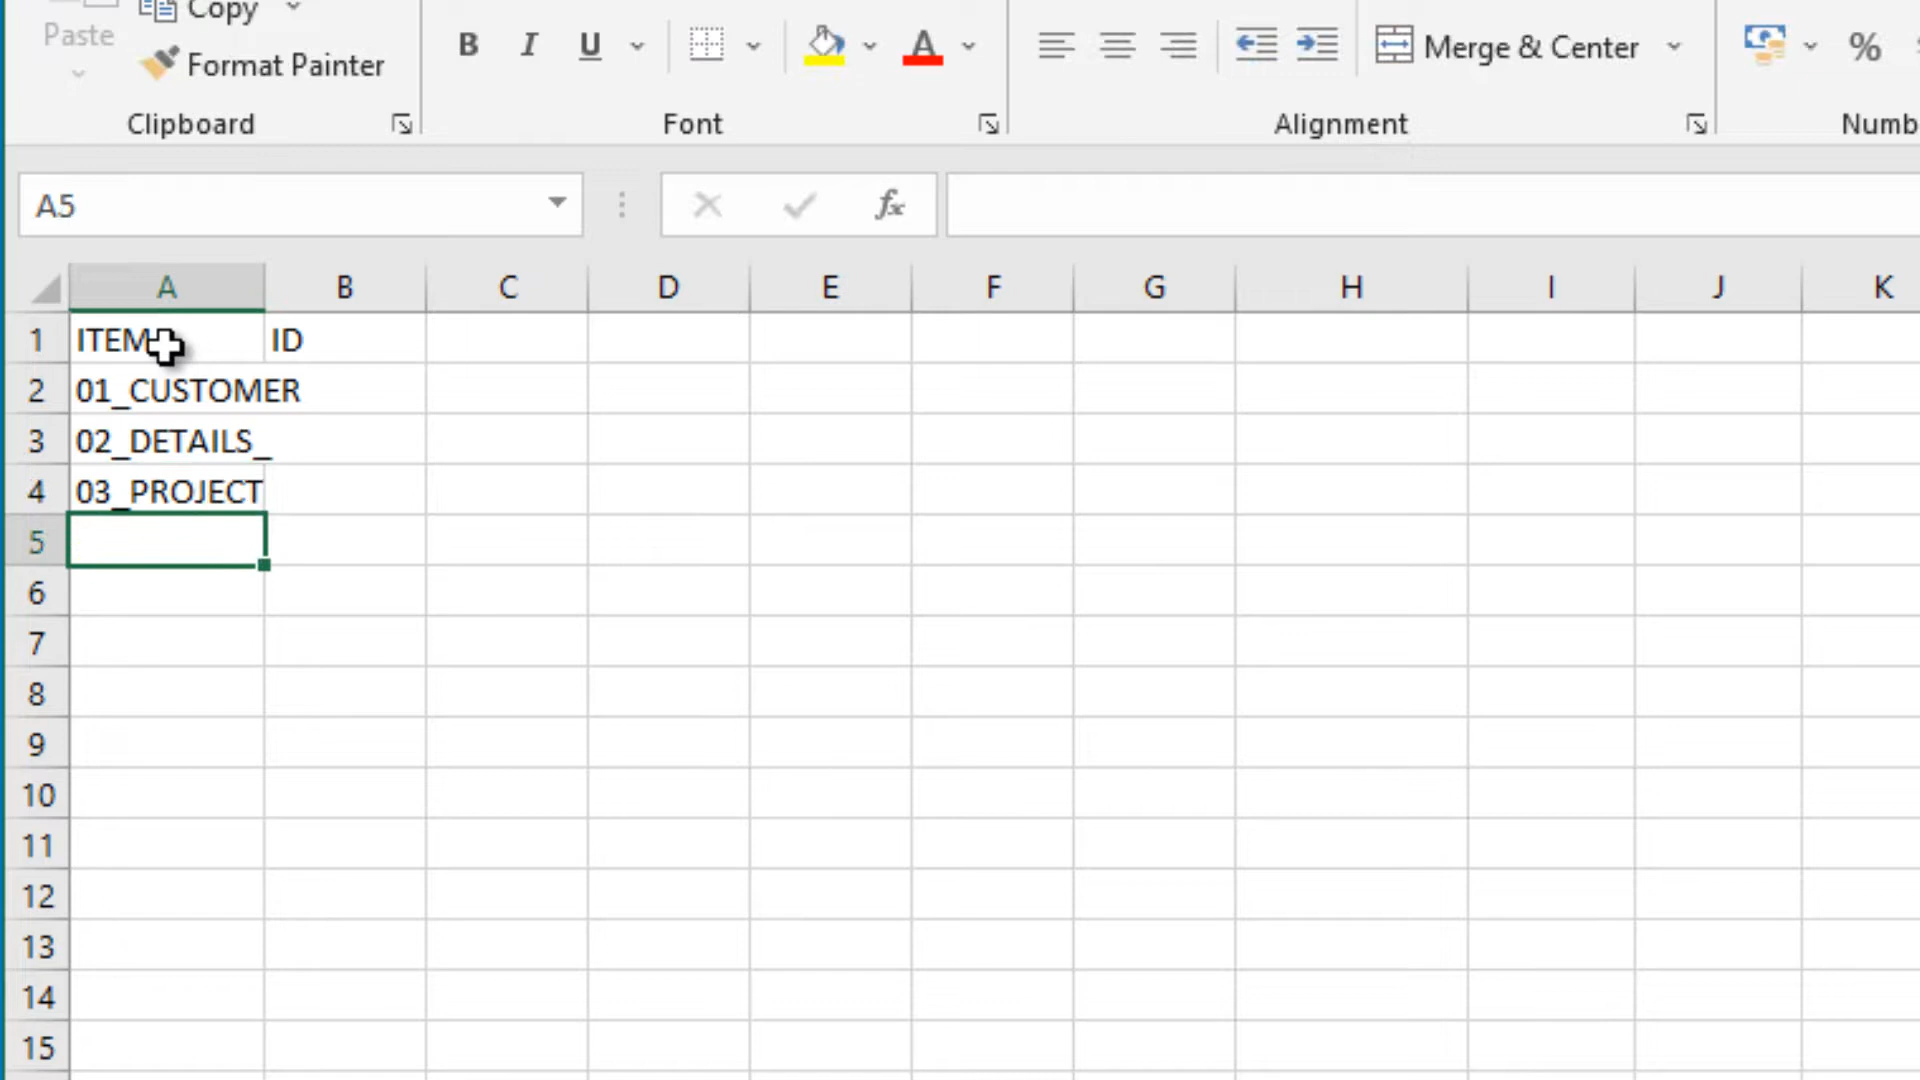 Copy
Paste
Format Painter
B I U A Merge & Center %
Clipboard Font Alignment Numb
A5 fx
A B C D E F G H I J K
1 ITEM ID
2 01_CUSTOMER
3 02_DETAILS_
4 03_PROJECT
5
6
7
8
9
10
11
12
13
14
15